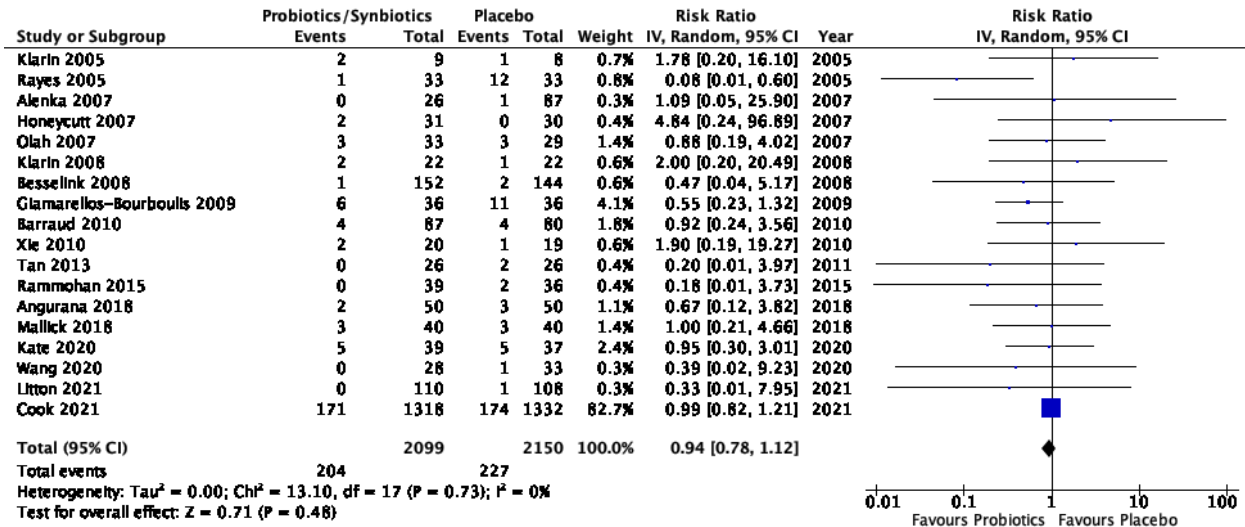 Probiotics/Synbiotics Placebo Risk Ratio Risk Ratio
Study or Subgroup Events Total Events Total Weight IV, Random, 95% CI Year IV, Random, 95% CI
Klarin 2005 2 9 1 8 0.7% 1.78 [0.20, 16.10] 2005
Rayes 2005 1 33 12 33 0.8% 0.08 [0.01, 0.60] 2005
Alenka 2007 0 26 1 87 0.3% 1.09 [0.05, 25.90] 2007
Honeycutt 2007 2 31 0 30 0.4% 4.84 [0.24, 96.89] 2007
Olah 2007 3 33 3 29 1.4% 0.88 [0.19, 4.02] 2007
Klarin 2008 2 22 1 22 0.6% 2.00 [0.20, 20.49] 2008
Besselink 2008 1 152 2 144 0.6% 0.47 [0.04, 5.17] 2008
Giamarellos-Bourboulis 2009 6 36 11 36 4.1% 0.55 [0.23, 1.32] 2009
Barraud 2010 4 87 4 80 1.8% 0.92 [0.24, 3.56] 2010
Xie 2010 2 20 1 19 0.6% 1.90 [0.19, 19.27] 2010
Tan 2013 0 26 2 26 0.4% 0.20 [0.01, 3.97] 2011
Rammohan 2015 0 39 2 36 0.4% 0.18 [0.01, 3.73] 2015
Angurana 2018 2 50 3 50 1.1% 0.67 [0.12, 3.82] 2018
Mallick 2018 3 40 3 40 1.4% 1.00 [0.21, 4.66] 2018
Kate 2020 5 39 5 37 2.4% 0.95 [0.30, 3.01] 2020
Wang 2020 0 28 1 33 0.3% 0.39 [0.02, 9.23] 2020
Litton 2021 0 110 1 108 0.3% 0.33 [0.01, 7.95] 2021
Cook 2021 171 1318 174 1332 82.7% 0.99 [0.82, 1.21] 2021
Total (95% CI) 2099 2150 100.0% 0.94 [0.78, 1.12]
Total events 204 227
Heterogeneity: Tau² = 0.00; Chi² = 13.10, df = 17 (P = 0.73); I² = 0%
Test for overall effect: Z = 0.71 (P = 0.48)
0.01 0.1 1 10 100
Favours Probiotics Favours Placebo